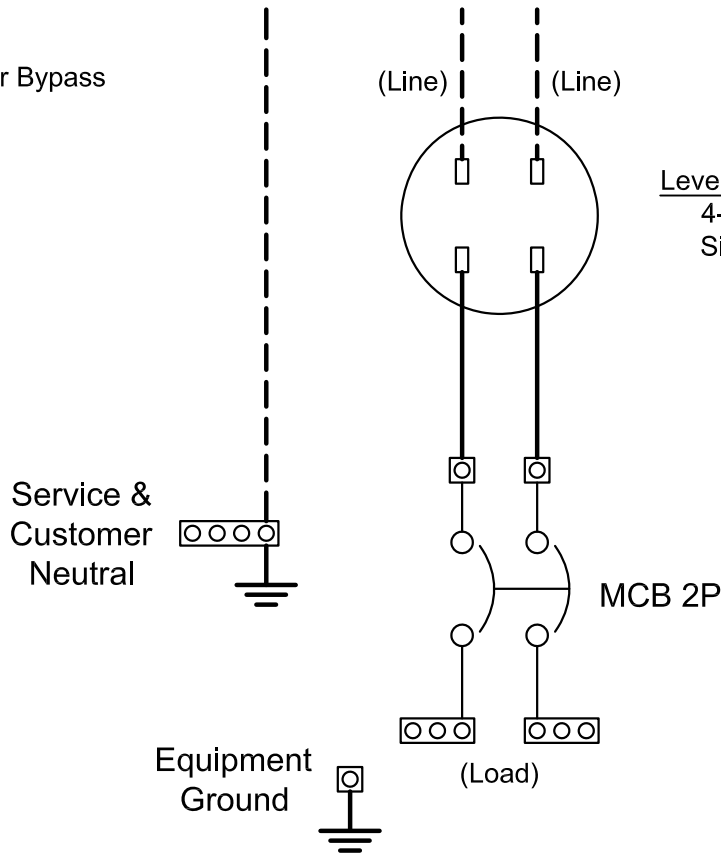 r Bypass
(Line)
(Line)
Leve
4-
Si
Service &
Customer
Neutral
MCB 2P
Equipment
Ground
(Load)